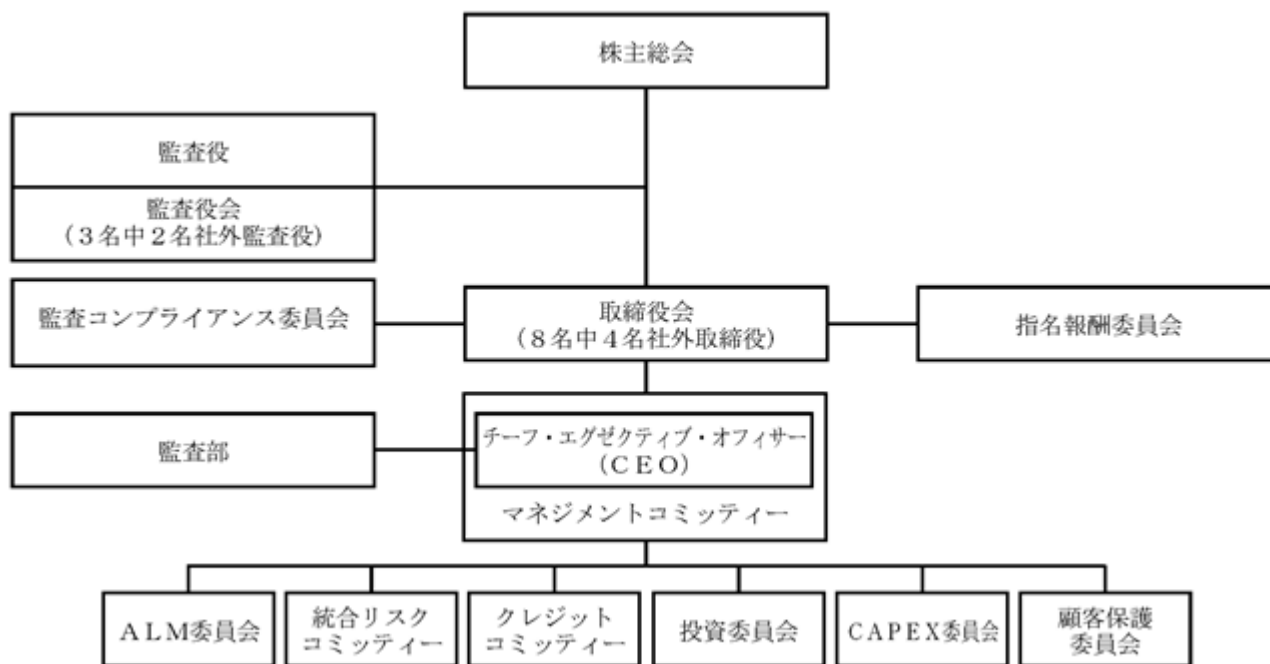 株主総会
監査役
監査役会
（３名中２名社外監査役）
監査コンプライアンス委員会
取締役会
（８名中４名社外取締役）
指名報酬委員会
監査部
チーフ・エグゼクティブ・オフィサー
（ＣＥＯ）
マネジメントコミッティー
ＡＬＭ委員会
統合リスク
コミッティー
クレジット
コミッティー
投資委員会
ＣＡＰＥＸ委員会
顧客保護
委員会